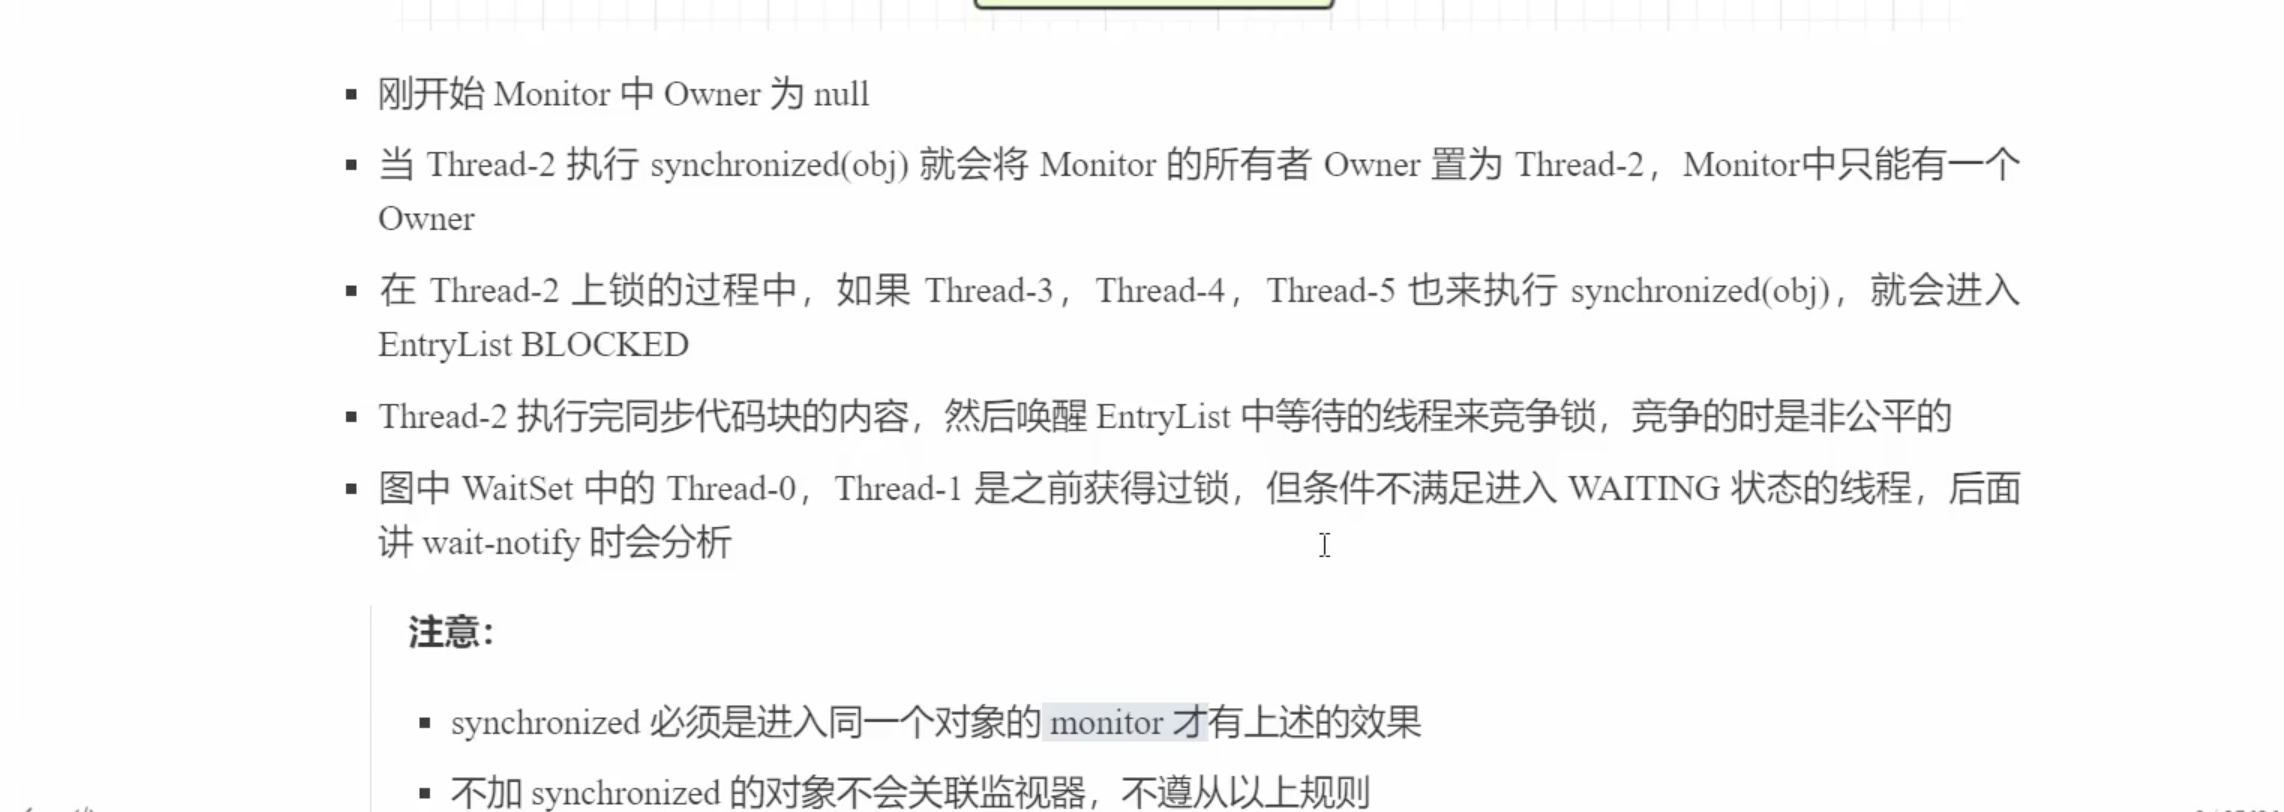 刚开始 Monitor 中 Owner 为 null
当 Thread-2 执行 synchronized(obj) 就会将 Monitor 的所有者 Owner 置为 Thread-2，Monitor中只能有一个
Owner
在 Thread-2 上锁的过程中，如果 Thread-3，Thread-4，Thread-5 也来执行 synchronized(obj)，就会进入
EntryList BLOCKED
Thread-2 执行完同步代码块的内容，然后唤醒 EntryList 中等待的线程来竞争锁，竞争的时是非公平的
图中 WaitSet 中的 Thread-0，Thread-1 是之前获得过锁，但条件不满足进入 WAITING 状态的线程，后面
讲 wait-notify 时会分析
注意：
synchronized 必须是进入同一个对象的 monitor 才有上述的效果
不加 synchronized 的对象不会关联监视器，不遵从以上规则